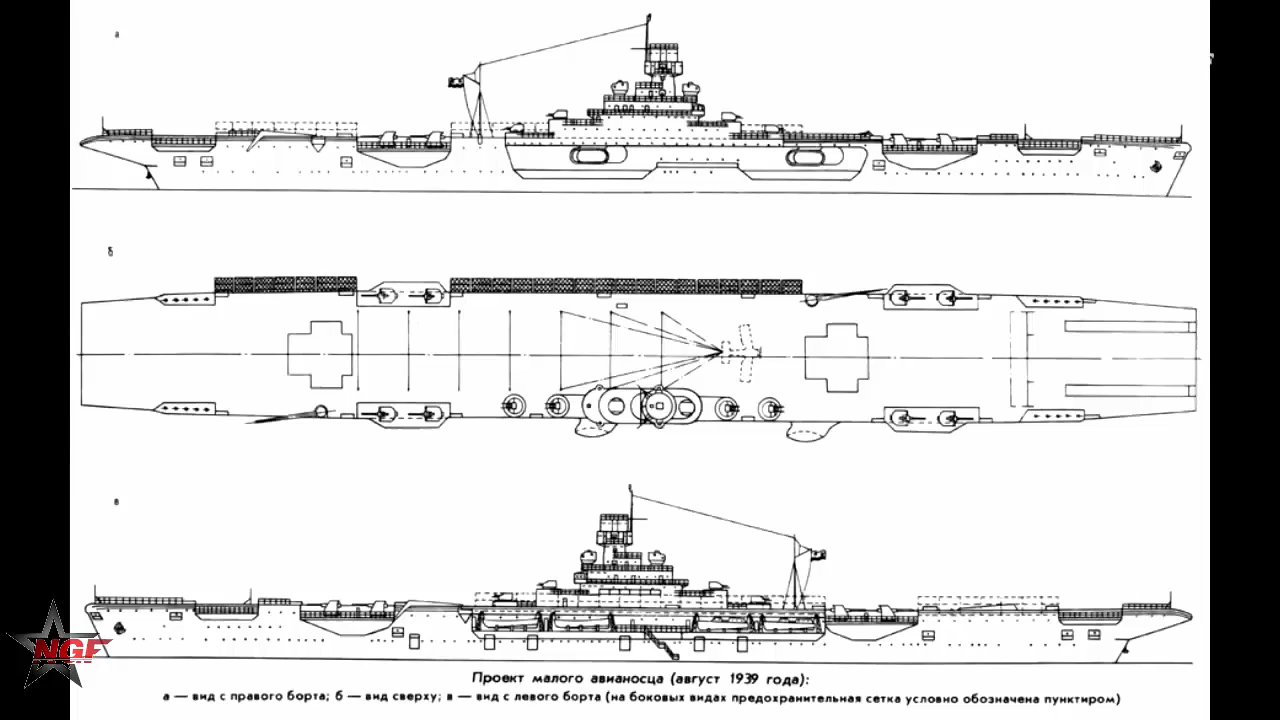 а
б
в
NGF
Проект малого авианосца (август 1939 года):
а — вид с правого борта; б — вид сверху; в — вид с левого борта (на боковых видах предохранительная сетка условно обозначена пунктиром)